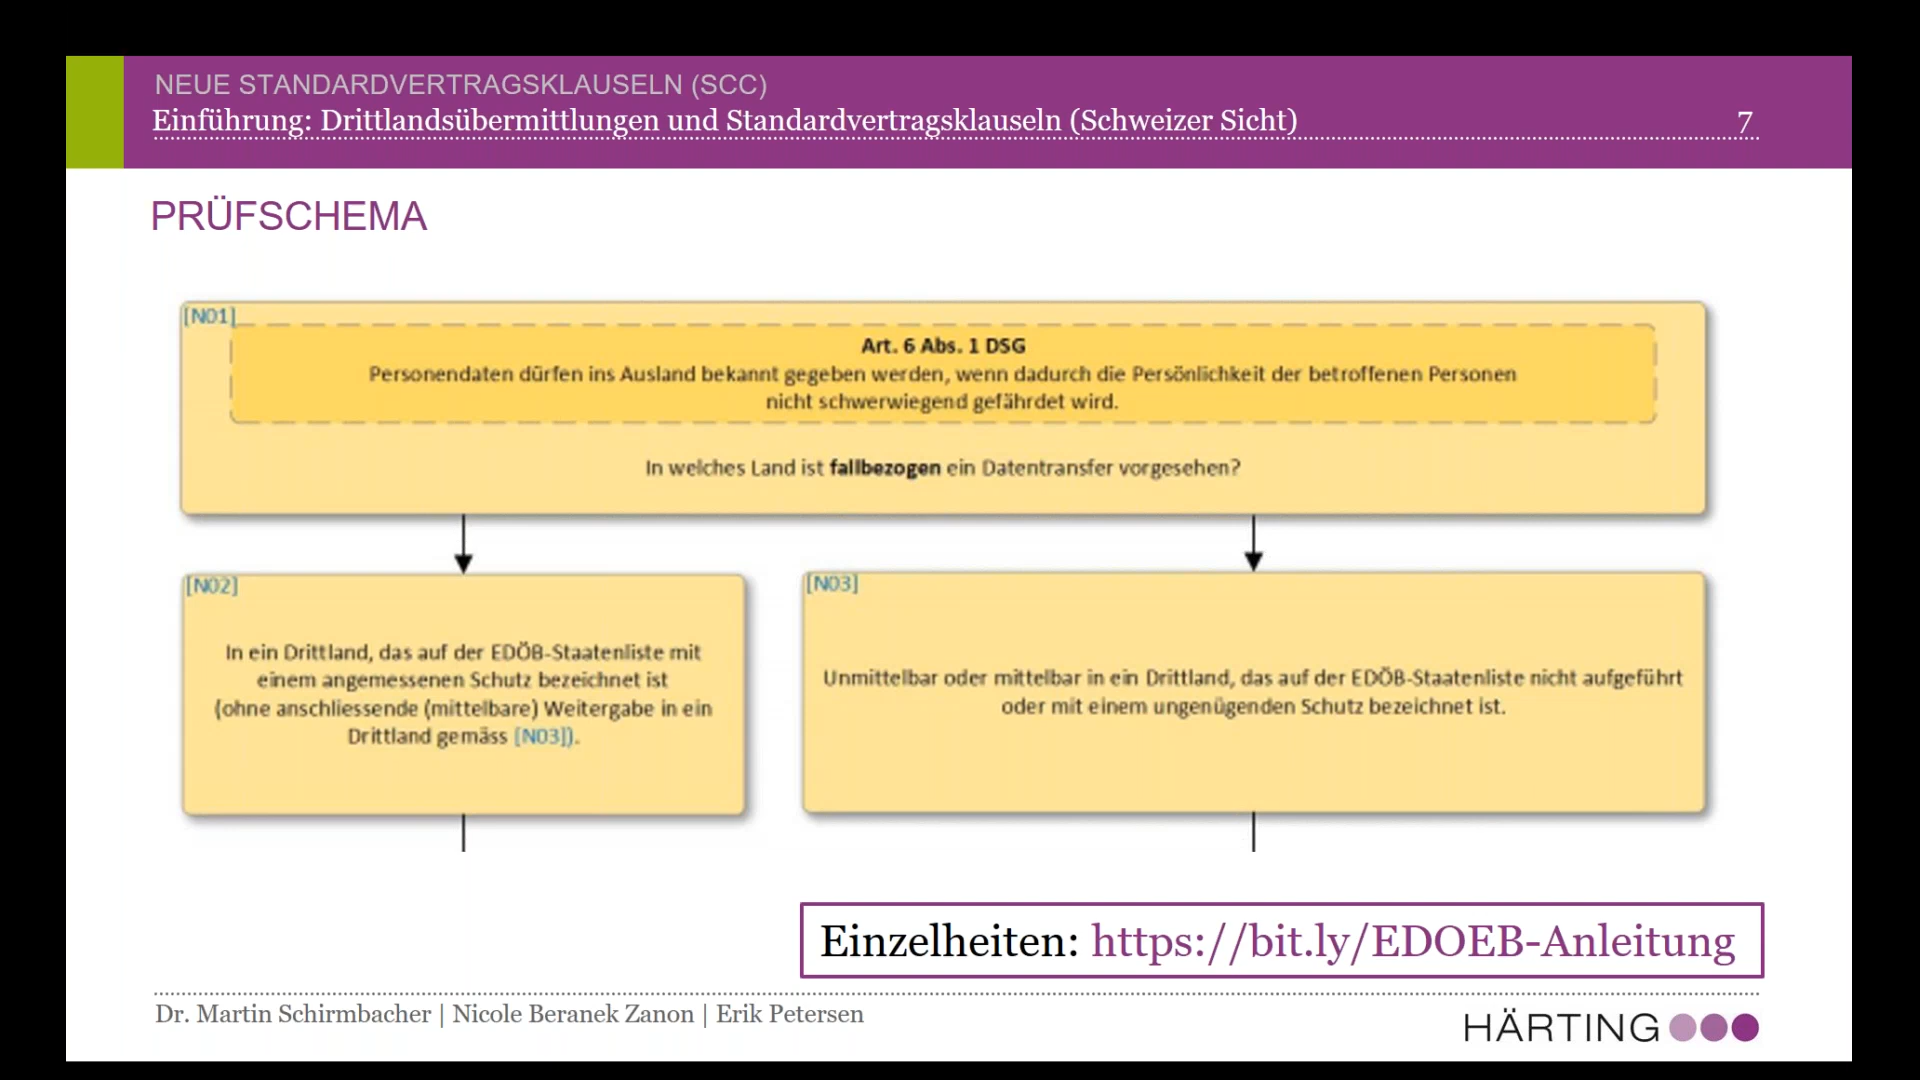 NEUE STANDARDVERTRAGSKLAUSELN (SCC)
Einführung: Drittlandsübermittlungen und Standardvertragsklauseln (Schweizer Sicht)
7
PRÜFSCHEMA
[N01]
Art. 6 Abs. 1 DSG
Personendaten dürfen ins Ausland bekannt gegeben werden, wenn dadurch die Persönlichkeit der betroffenen Personen
nicht schwerwiegend gefährdet wird.
In welches Land ist fallbezogen ein Datentransfer vorgesehen?
[N02]
In ein Drittland, das auf der EDÖB-Staatenliste mit
einem angemessenen Schutz bezeichnet ist
(ohne anschliessende (mittelbare) Weitergabe in ein
Drittland gemäss [N03]).
[N03]
Unmittelbar oder mittelbar in ein Drittland, das auf der EDÖB-Staatenliste nicht aufgeführt
oder mit einem ungenügenden Schutz bezeichnet ist.
Einzelheiten: https://bit.ly/EDOEB-Anleitung
Dr. Martin Schirmbacher | Nicole Beranek Zanon | Erik Petersen
HÄRTING